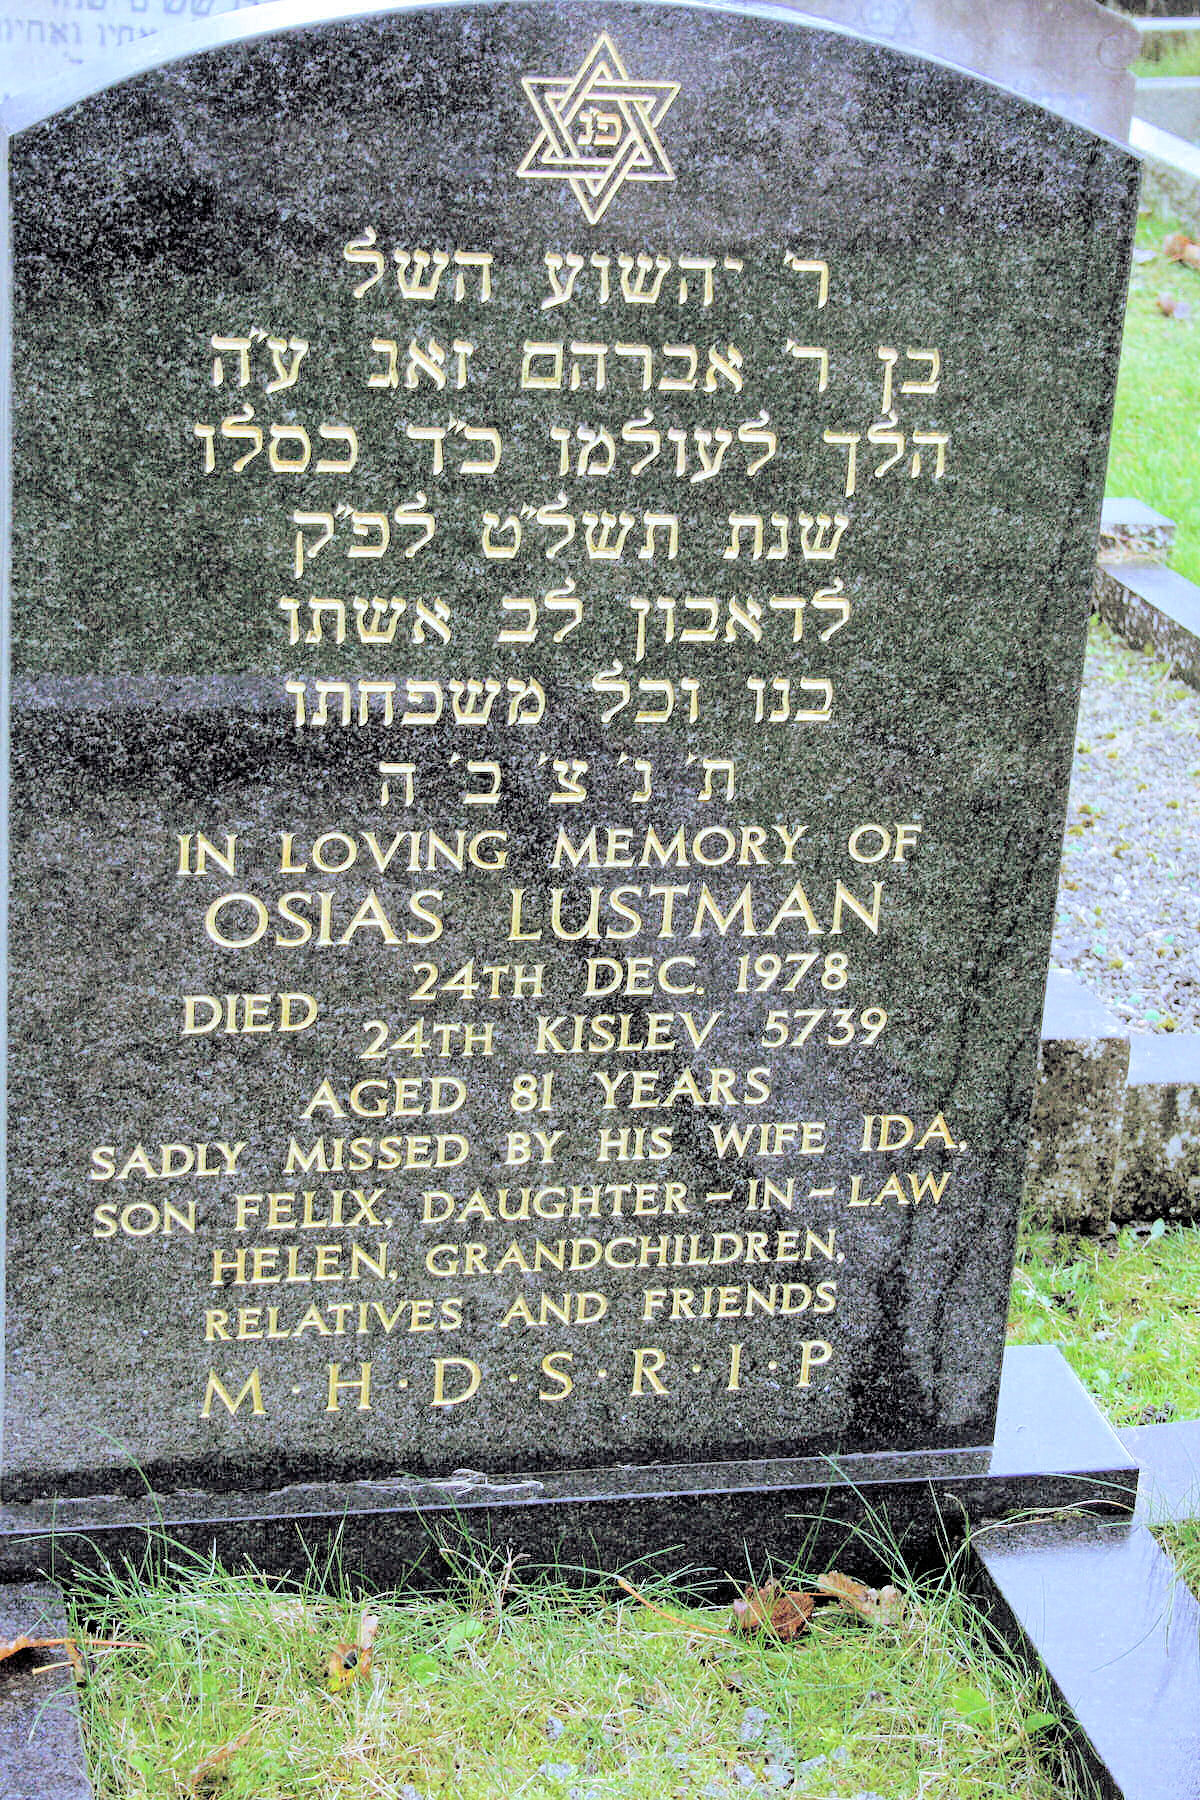 פ״נ
ר׳ יהשוע השל
בן ר׳ אברהם זאב ע״ה
הלך לעולמו כ״ד כסלו
שנת תשל״ט לפ״ק
לדאבון לב אשתו
בנו וכל משפחתו
ת׳ נ׳ צ׳ ב׳ ה
IN LOVING MEMORY OF
OSIAS LUSTMAN
DIED 24TH DEC. 1978
24TH KISLEV 5739
AGED 81 YEARS
SADLY MISSED BY HIS WIFE IDA,
SON FELIX, DAUGHTER-IN-LAW
HELEN, GRANDCHILDREN,
RELATIVES AND FRIENDS
M·H·D·S·R·I·P